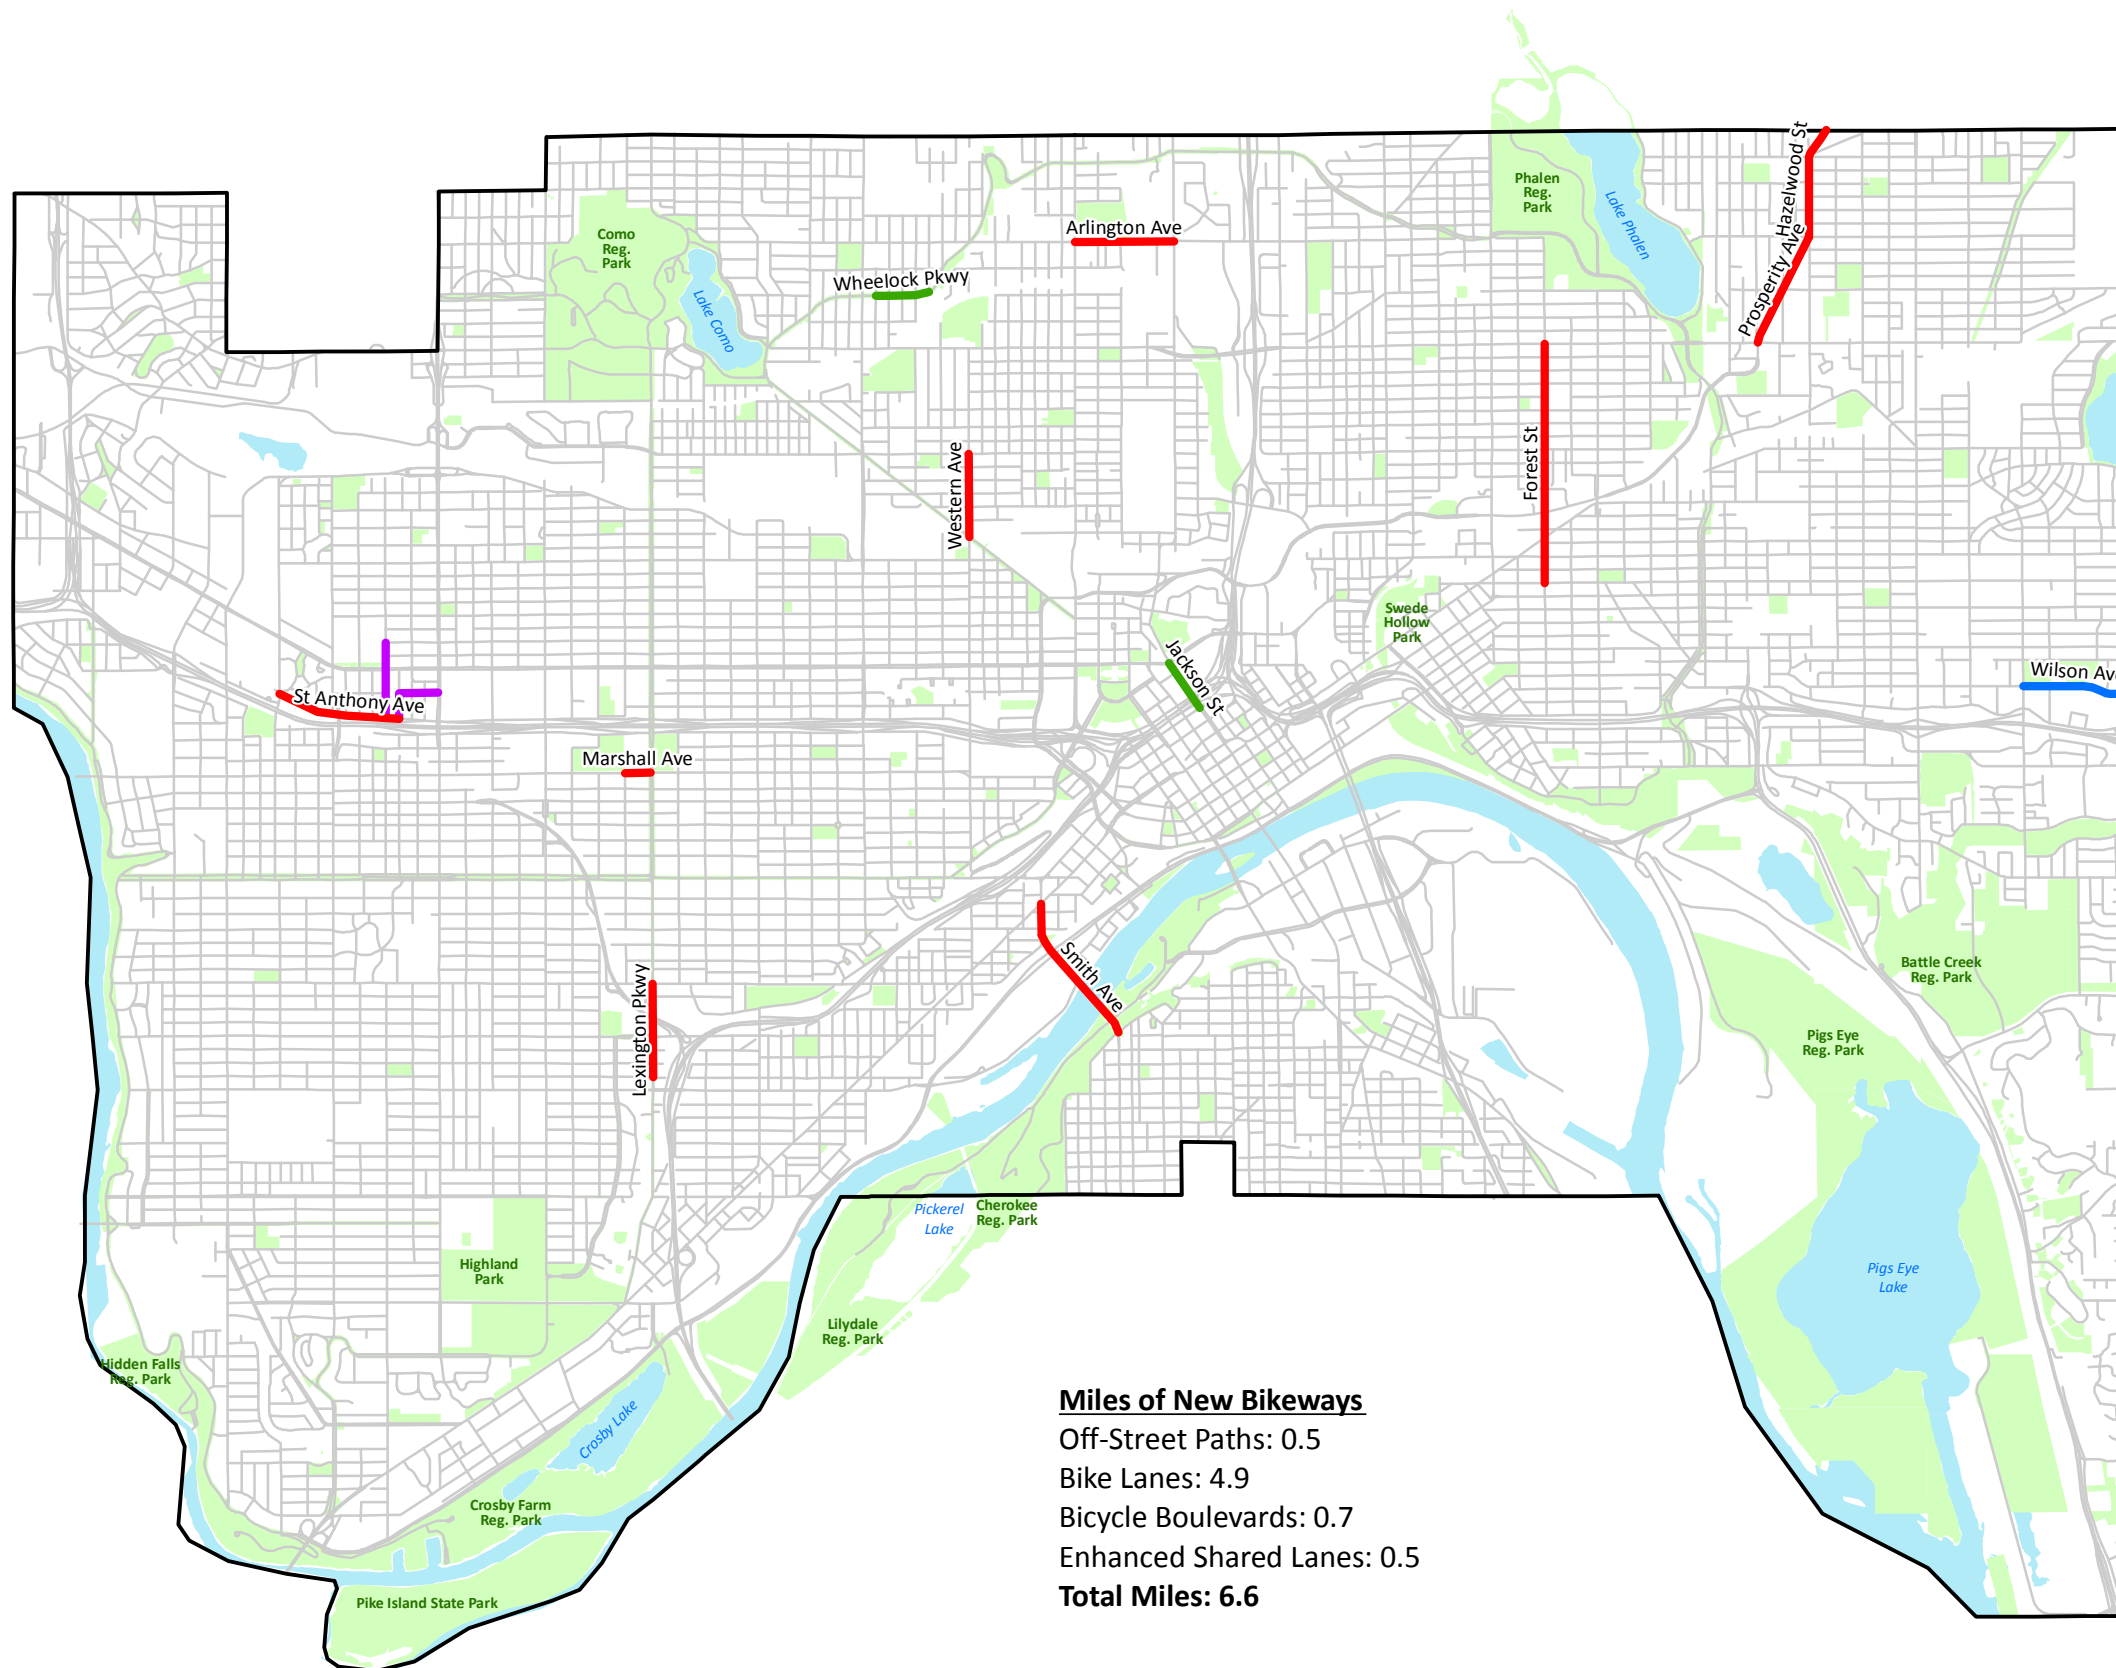 Hazelwood St
Phalen
Reg.
Park
Lake Phalen
Como
Reg.
Park
Arlington Ave
Wheelock Pkwy
Lake Como
Prosperity Ave
Western Ave
Forest St
Swede
Hollow
Park
Jackson St
Wilson Av
St Anthony Ave
Marshall Ave
Smith Ave
Battle Creek
Reg. Park
Lexington Pkwy
Pigs Eye
Reg. Park
Pickerel
Lake
Cherokee
Reg. Park
Highland
Park
Pigs Eye
Lake
Lilydale
Reg. Park
Hidden Falls
Reg. Park
Crosby Lake
Crosby Farm
Reg. Park
Pike Island State Park
Miles of New Bikeways
Off-Street Paths: 0.5
Bike Lanes: 4.9
Bicycle Boulevards: 0.7
Enhanced Shared Lanes: 0.5
Total Miles: 6.6